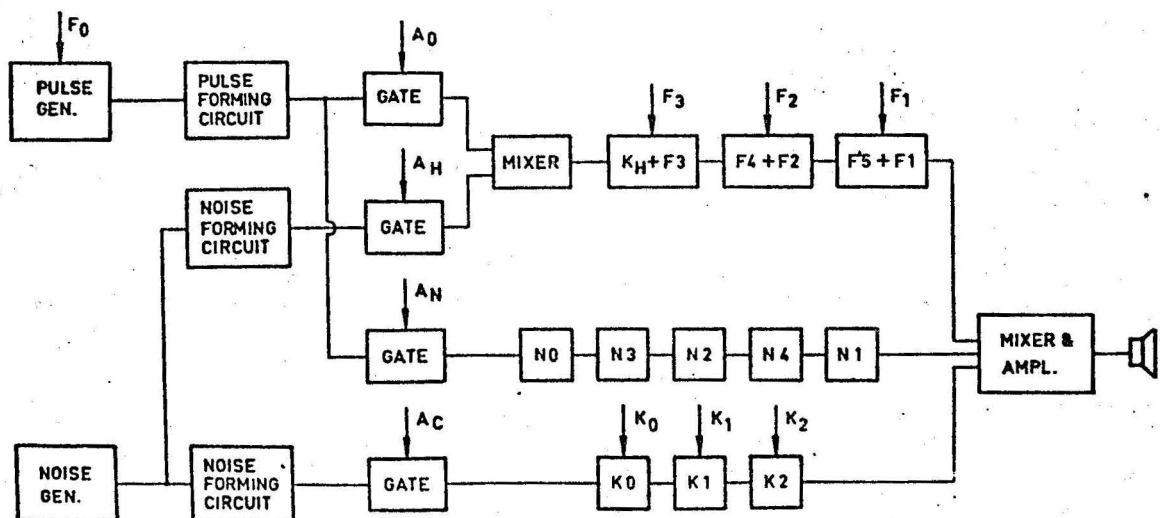 F0
A0
PULSE
GEN.
PULSE
FORMING
CIRCUIT
GATE
F3
F2
F1
MIXER
KH+F3
F4+F2
F5+F1
AH
NOISE
FORMING
CIRCUIT
GATE
AN
GATE
N0
N3
N2
N4
N1
MIXER &
AMPL.
AC
K0
K1
K2
NOISE
GEN.
NOISE
FORMING
CIRCUIT
GATE
K0
K1
K2